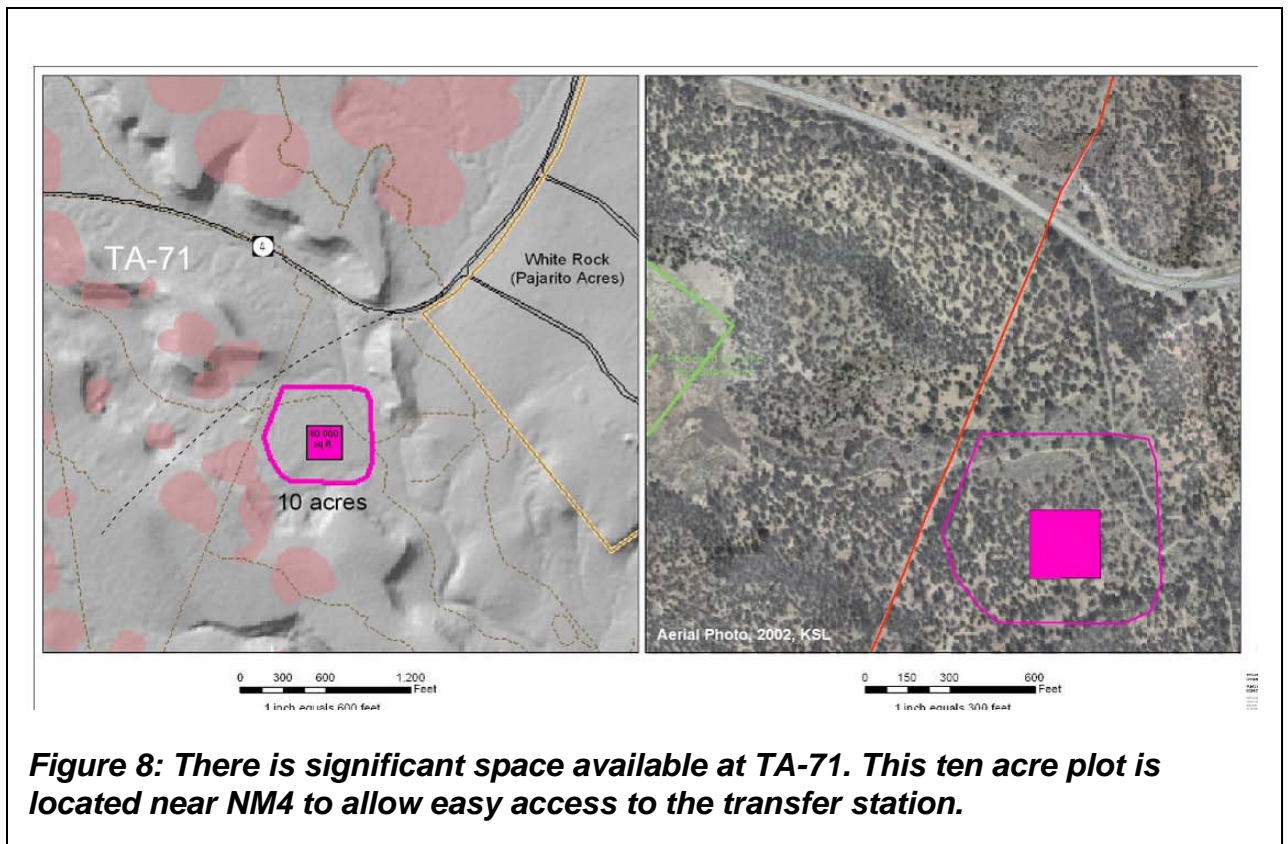 TA-71
4
White Rock
(Pajarito Acres)
sq.ft.
10 acres
0 300 600 1,200
Feet
1 inch equals 600 feet
Aerial Photo, 2002, KSL
0 150 300 600
Feet
1 inch equals 300 feet
Figure 8: There is significant space available at TA-71. This ten acre plot is
located near NM4 to allow easy access to the transfer station.